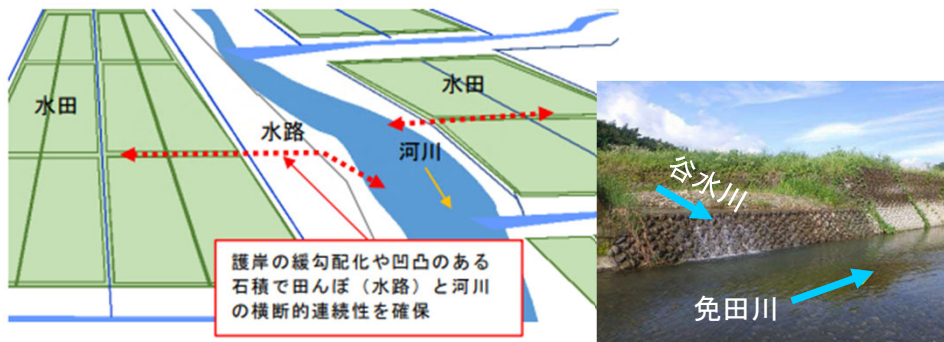 水田
水路
水田
河川
護岸の緩勾配化や凹凸のある
石積で田んぼ（水路）と河川
の横断的連続性を確保
谷水川
免田川